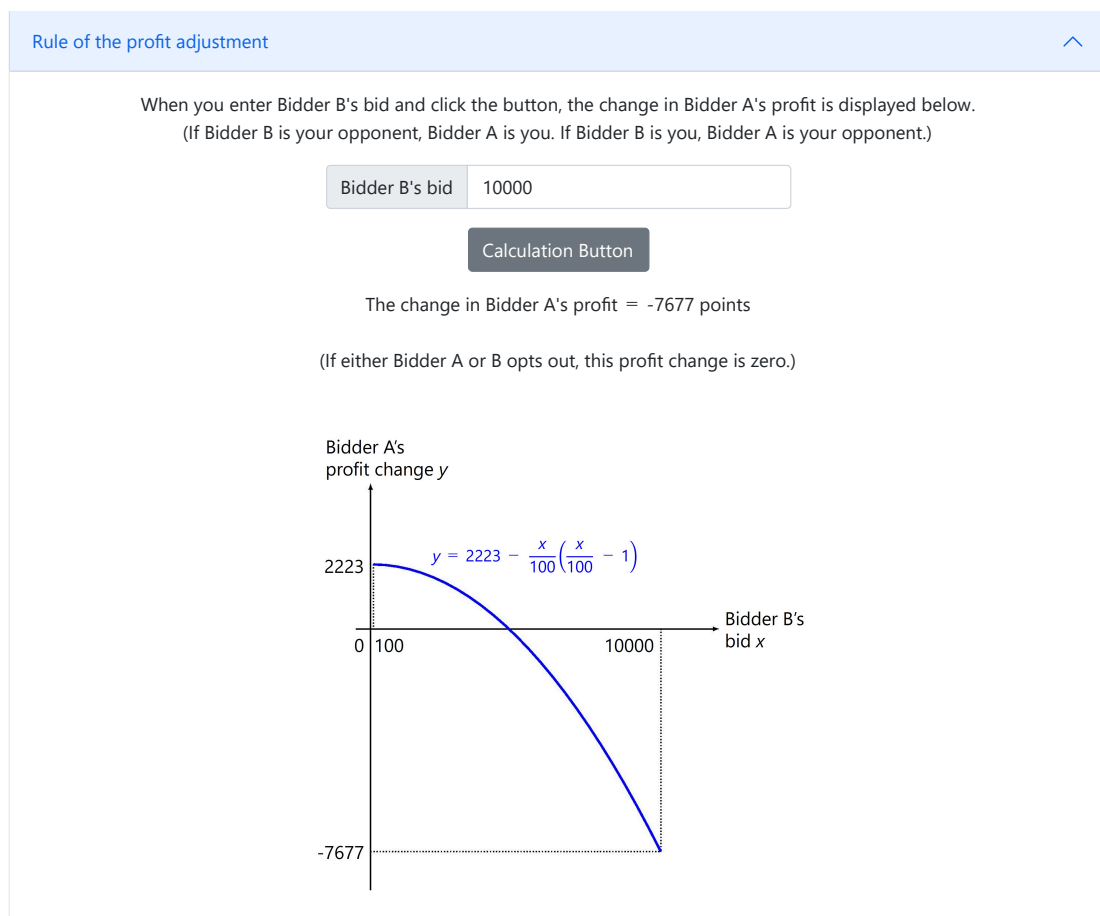 Rule of the profit adjustment
When you enter Bidder B's bid and click the button, the change in Bidder A's profit is displayed below.
(If Bidder B is your opponent, Bidder A is you. If Bidder B is you, Bidder A is your opponent.)
Bidder B's bid 10000
Calculation Button
The change in Bidder A's profit = -7677 points
(If either Bidder A or B opts out, this profit change is zero.)
Bidder A's
profit change y
y = 2223 − x/100 (x/100 − 1)
2223
Bidder B's
bid x
0 100 10000
-7677